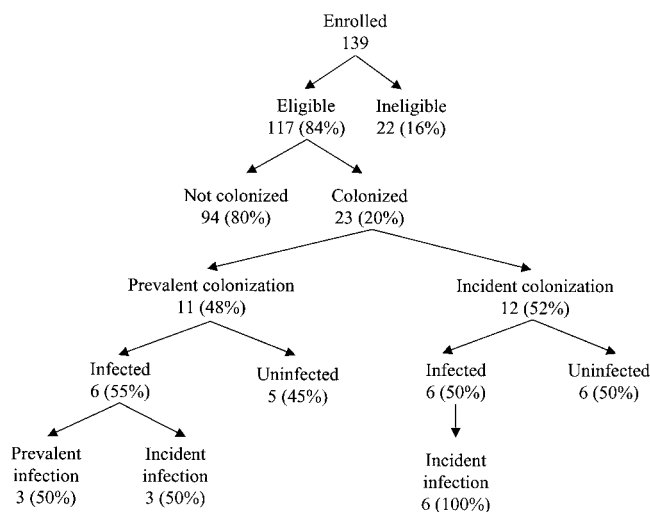 Enrolled
139
Eligible
117 (84%)
Ineligible
22 (16%)
Not colonized
94 (80%)
Colonized
23 (20%)
Prevalent colonization
11 (48%)
Incident colonization
12 (52%)
Infected
6 (55%)
Uninfected
5 (45%)
Infected
6 (50%)
Uninfected
6 (50%)
Prevalent
infection
3 (50%)
Incident
infection
3 (50%)
Incident
infection
6 (100%)